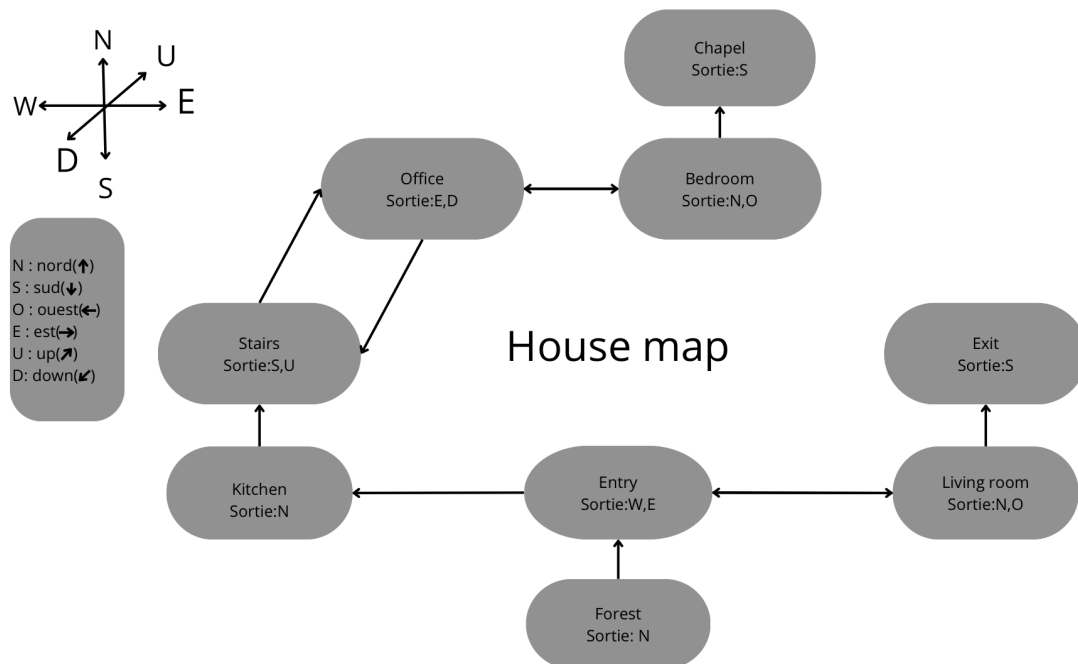 N
U
W
E
D
S
N : nord(↑)
S : sud(↓)
O : ouest(←)
E : est(→)
U : up(↗)
D: down(↙)
Chapel
Sortie:S
Office
Sortie:E,D
Bedroom
Sortie:N,O
Stairs
Sortie:S,U
House map
Exit
Sortie:S
Kitchen
Sortie:N
Entry
Sortie:W,E
Living room
Sortie:N,O
Forest
Sortie: N